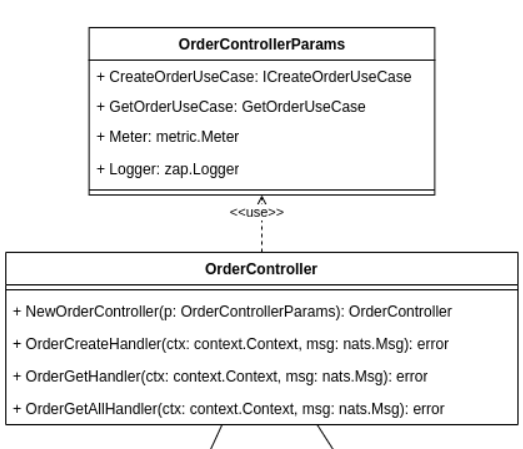 OrderControllerParams
+ CreateOrderUseCase: ICreateOrderUseCase
+ GetOrderUseCase: GetOrderUseCase
+ Meter: metric.Meter
+ Logger: zap.Logger
<<use>>
OrderController
+ NewOrderController(p: OrderControllerParams): OrderController
+ OrderCreateHandler(ctx: context.Context, msg: nats.Msg): error
+ OrderGetHandler(ctx: context.Context, msg: nats.Msg): error
+ OrderGetAllHandler(ctx: context.Context, msg: nats.Msg): error